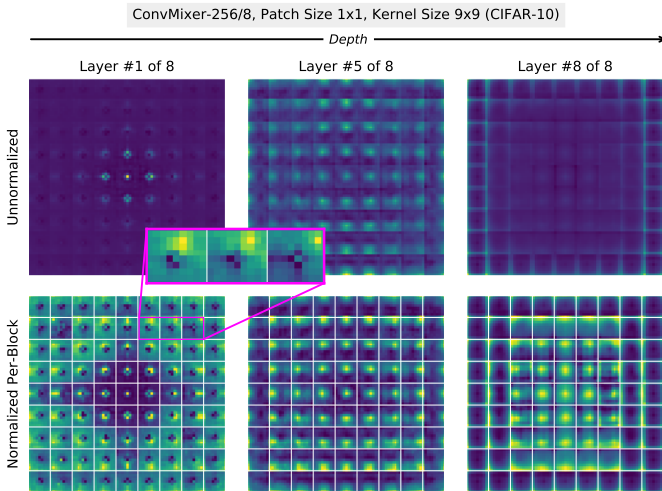 ConvMixer-256/8, Patch Size 1x1, Kernel Size 9x9 (CIFAR-10)
Depth
Layer #1 of 8
Layer #5 of 8
Layer #8 of 8
Unnormalized
Normalized Per-Block